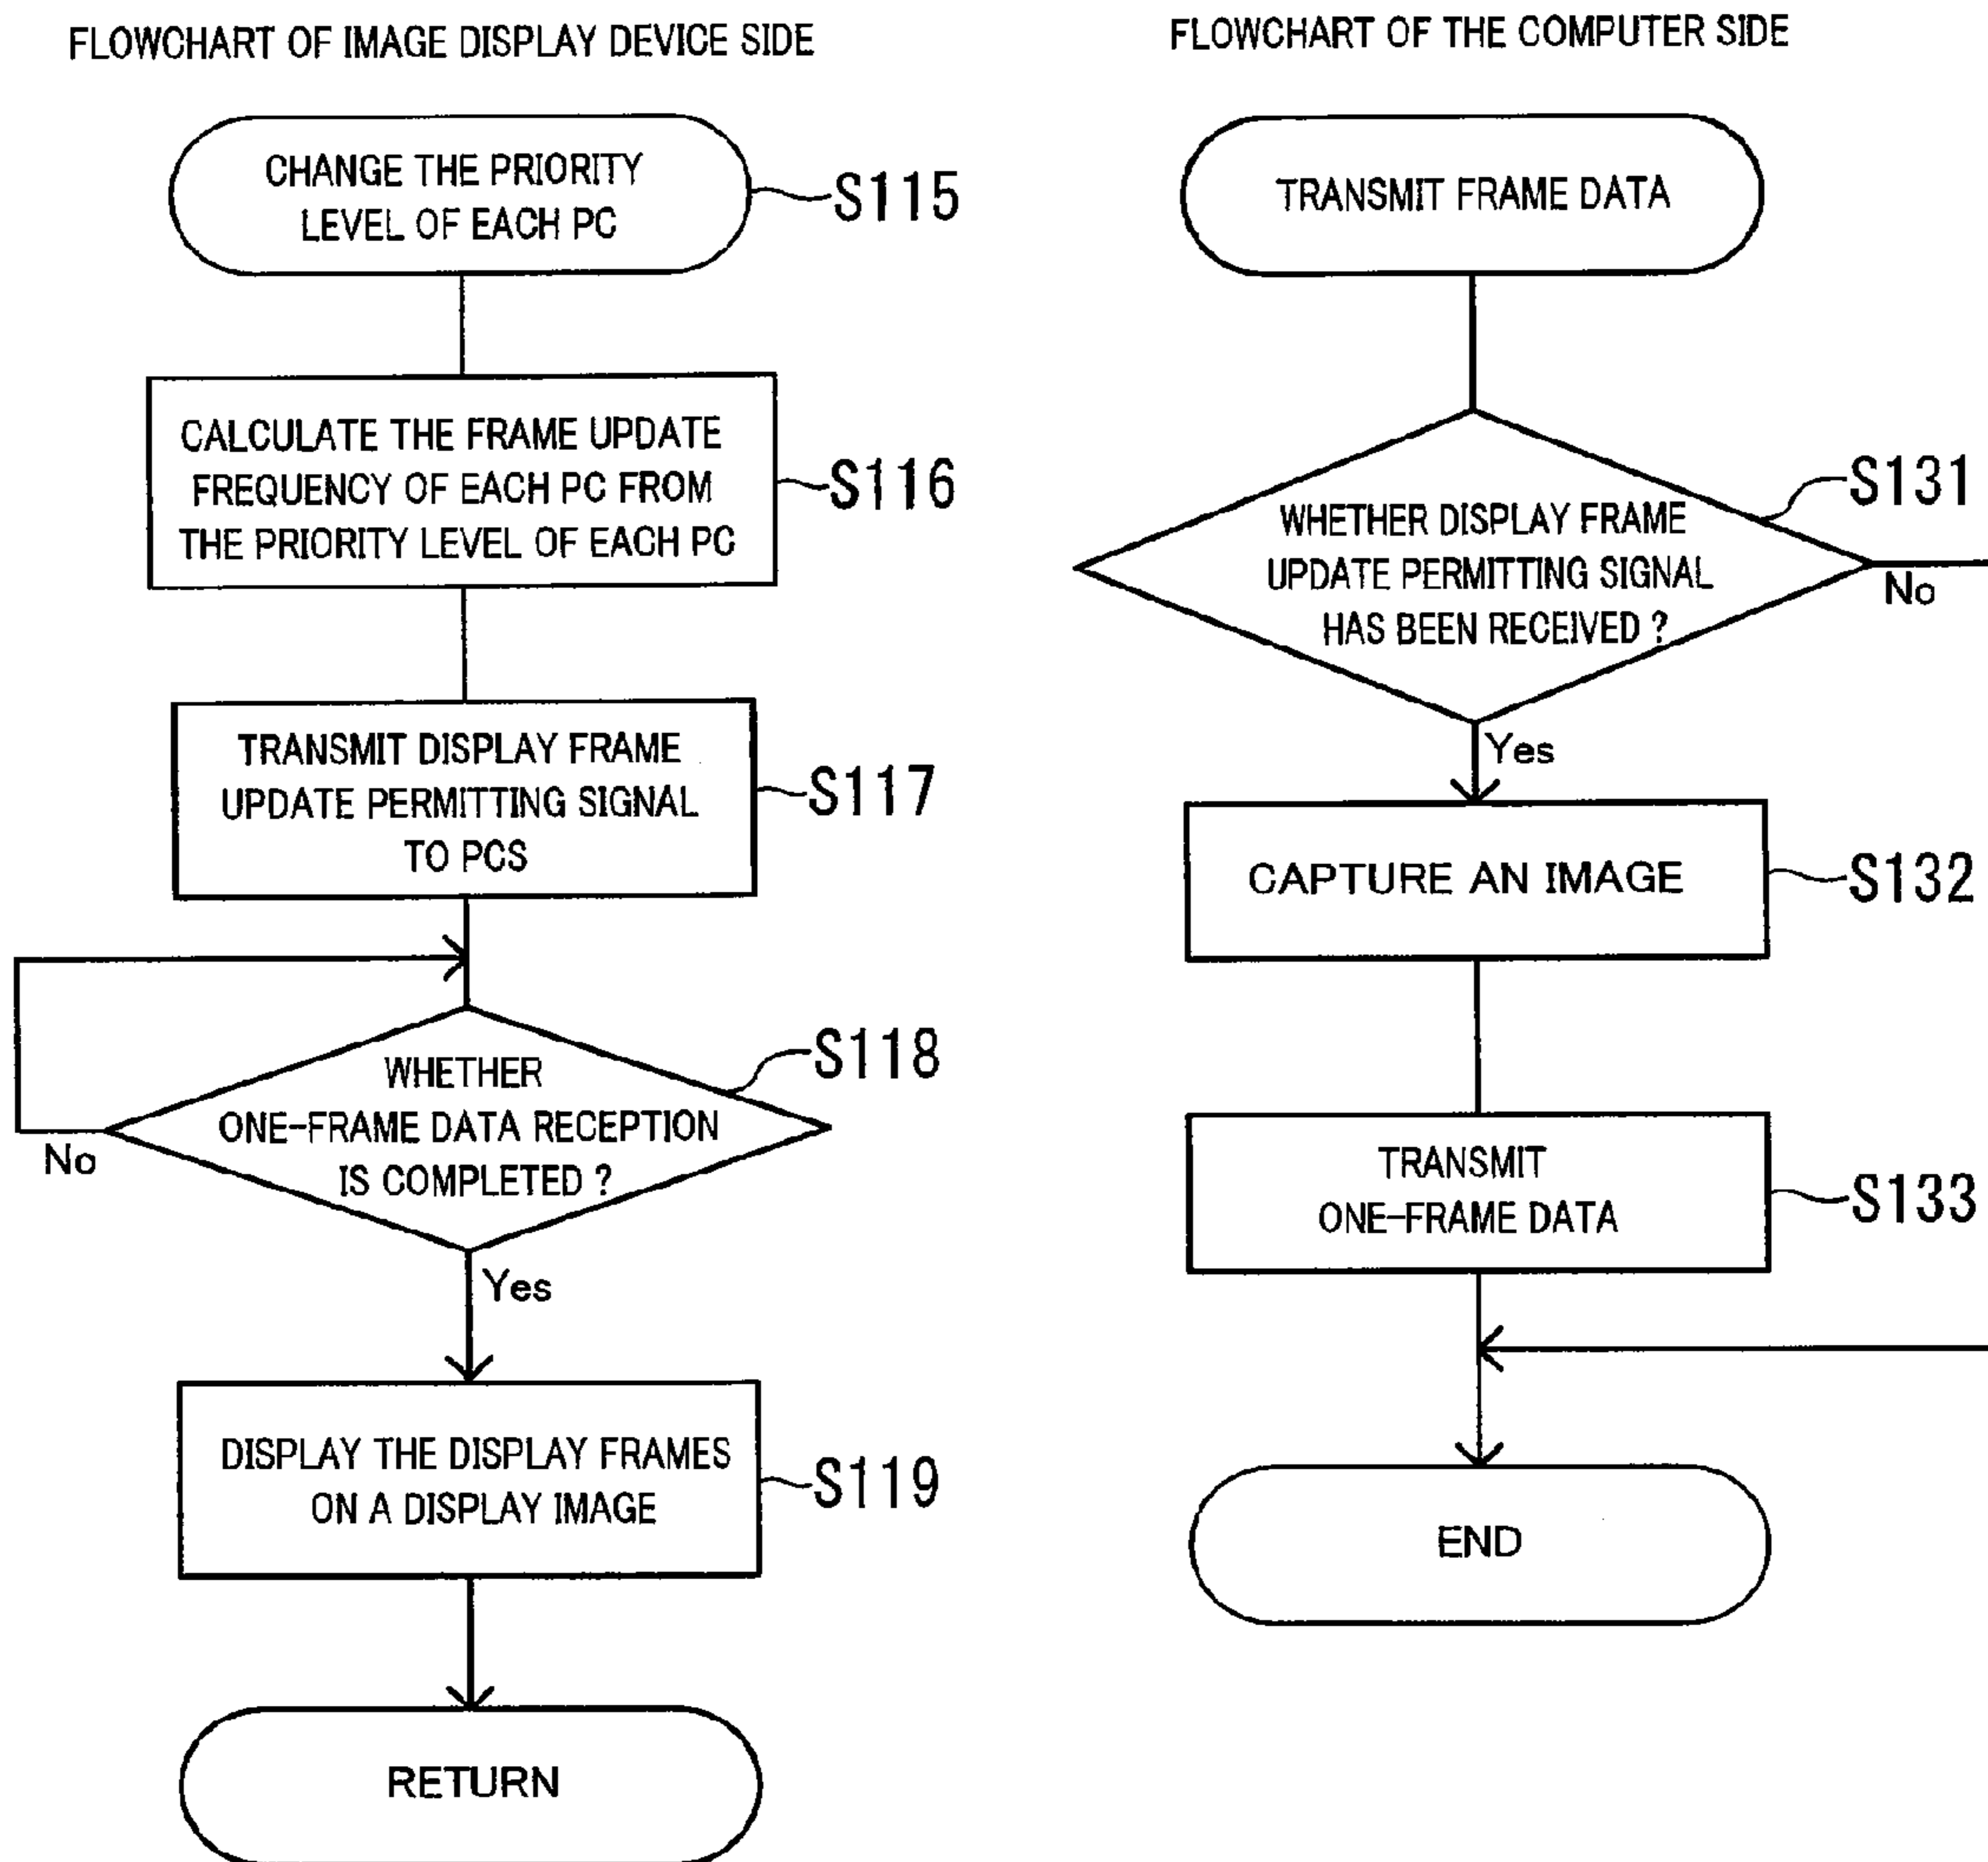 FLOWCHART OF IMAGE DISPLAY DEVICE SIDE
CHANGE THE PRIORITY
LEVEL OF EACH PC
S115
CALCULATE THE FRAME UPDATE
FREQUENCY OF EACH PC FROM
THE PRIORITY LEVEL OF EACH PC
S116
TRANSMIT DISPLAY FRAME
UPDATE PERMITTING SIGNAL
TO PCS
S117
WHETHER
ONE-FRAME DATA RECEPTION
IS COMPLETED ?
S118
No
Yes
DISPLAY THE DISPLAY FRAMES
ON A DISPLAY IMAGE
S119
RETURN
FLOWCHART OF THE COMPUTER SIDE
TRANSMIT FRAME DATA
WHETHER DISPLAY FRAME
UPDATE PERMITTING SIGNAL
HAS BEEN RECEIVED ?
S131
No
Yes
CAPTURE AN IMAGE
S132
TRANSMIT
ONE-FRAME DATA
S133
END